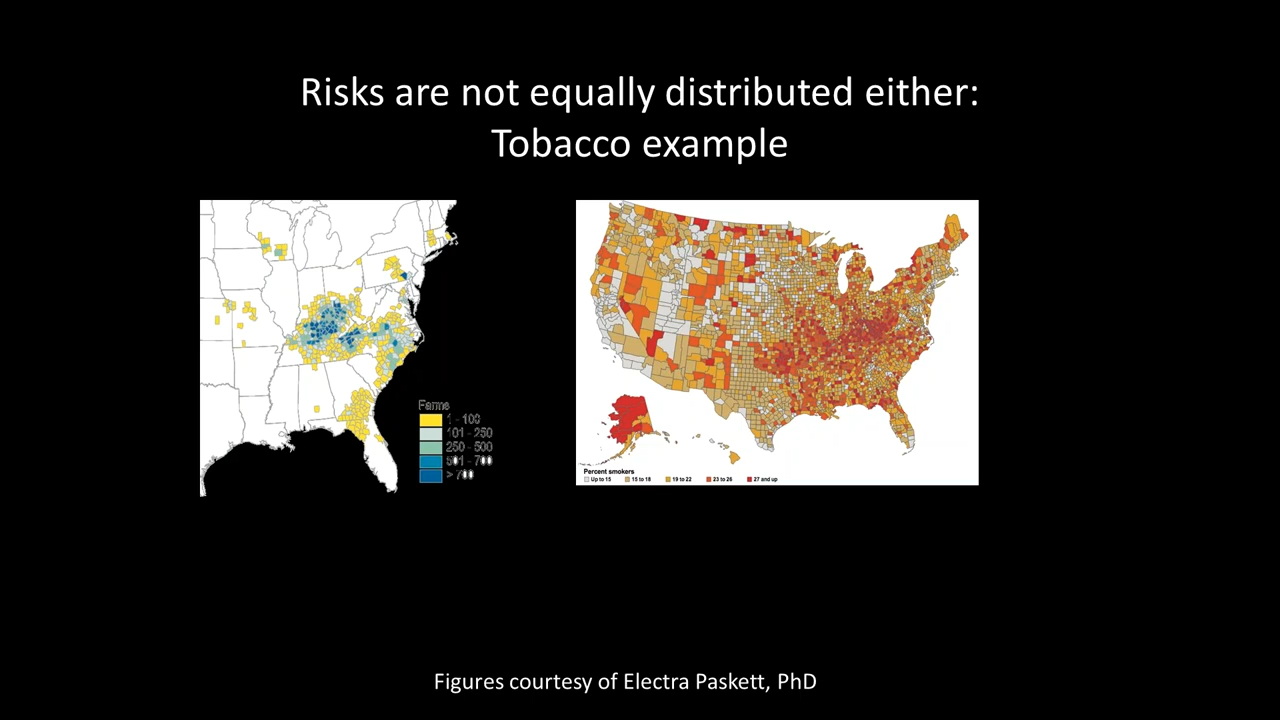 Risks are not equally distributed either:
Tobacco example
Farms
1 - 100
101 - 250
250 - 500
501 - 700
> 700
Percent smokers
Up to 15
15 to 18
19 to 22
23 to 26
27 and up
Figures courtesy of Electra Paskett, PhD